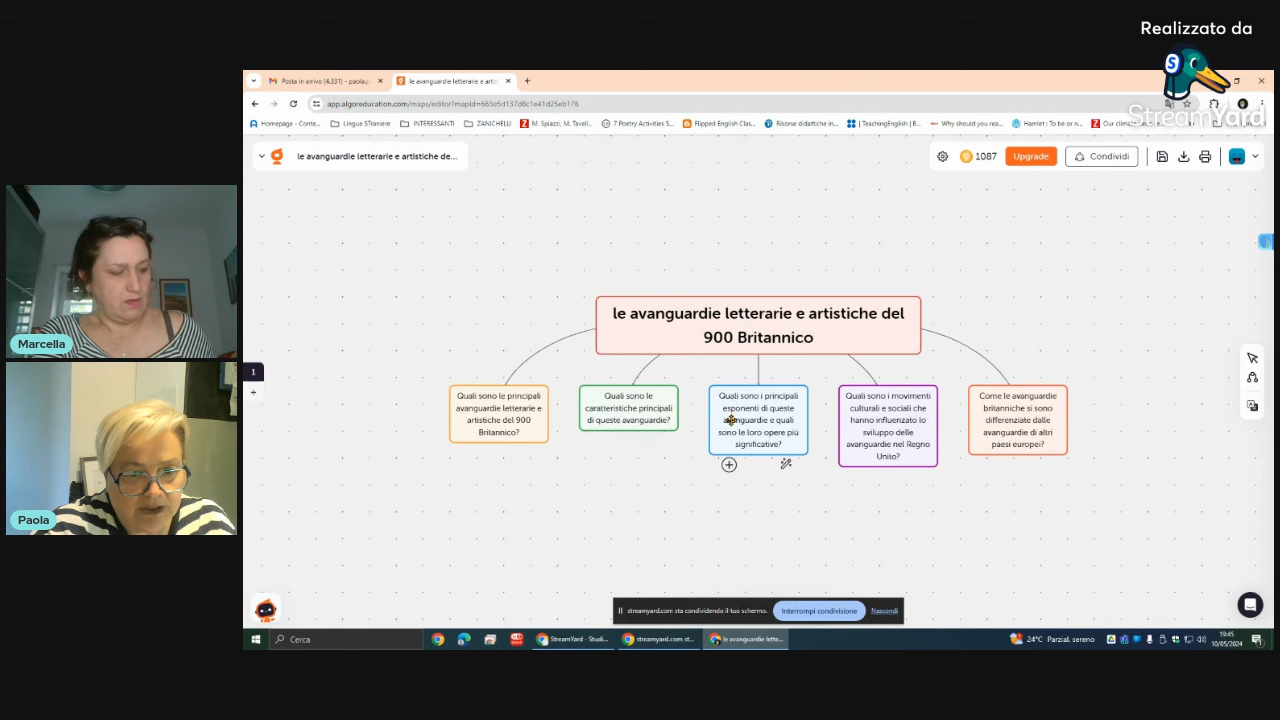 Realizzato da
StreamYard
Posta in arrivo (4.331) - paola.p
le avanguardie letterarie e artis
app.algoreducation.com/maps/editor?mapId=663e5d137d8c1e41d25eb176
Homepage - Conte...
Lingue STraniere
INTERESSANTI
ZANICHELLI
M. Spiazzi, M. Tavell...
7 Poetry Activities S...
Flipped English Clas...
Risorse didattiche in...
| TeachingEnglish | B...
Why should you rea...
Hamlet : To be or n...
Our clim
le avanguardie letterarie e artistiche de...
1087
Upgrade
Condividi
le avanguardie letterarie e artistiche del
900 Britannico
Quali sono le principali
avanguardie letterarie e
artistiche del 900
Britannico?
Quali sono le
caratteristiche principali
di queste avanguardie?
Quali sono i principali
esponenti di queste
avanguardie e quali
sono le loro opere più
significative?
Quali sono i movimenti
culturali e sociali che
hanno influenzato lo
sviluppo delle
avanguardie nel Regno
Unito?
Come le avanguardie
britanniche si sono
differenziate dalle
avanguardie di altri
paesi europei?
1
Marcella
Paola
streamyard.com sta condividendo il tuo schermo.
Interrompi condivisione
Nascondi
Cerca
StreamYard - Studi...
streamyard.com st...
le avanguardie lette...
24°C Parzial. sereno
19:45
10/05/2024